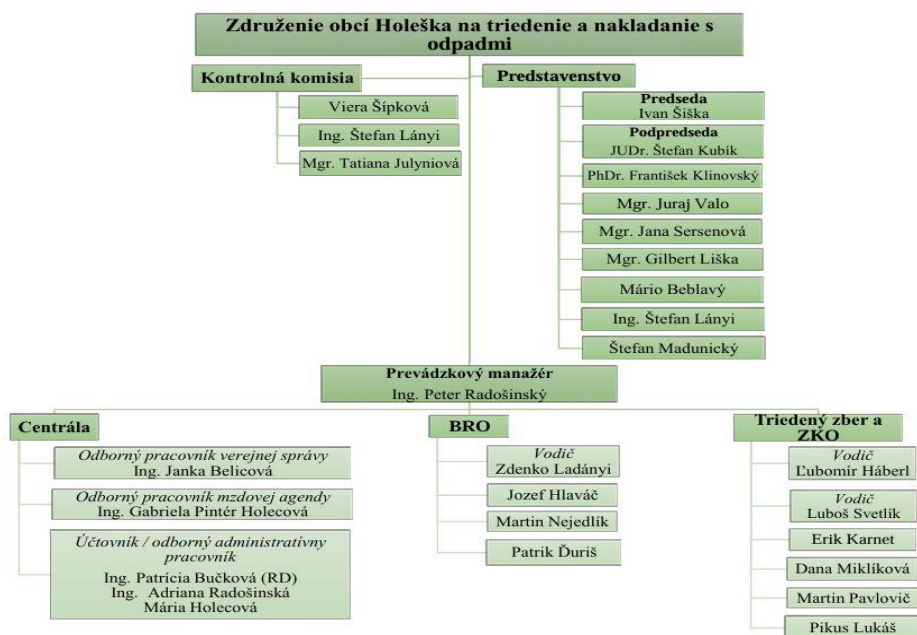 Združenie obcí Holeška na triedenie a nakladanie s
odpadmi
Kontrolná komisia
Viera Šípková
Ing. Štefan Lányi
Mgr. Tatiana Julyniová
Predstavenstvo
Predseda
Ivan Šiška
Podpredseda
JUDr. Štefan Kubík
PhDr. František Klinovský
Mgr. Juraj Valo
Mgr. Jana Sersenová
Mgr. Gilbert Liška
Mário Beblavý
Ing. Štefan Lányi
Štefan Madunický
Prevádzkový manažér
Ing. Peter Radošinský
Centrála
Odborný pracovník verejnej správy
Ing. Janka Belicová
Odborný pracovník mzdovej agendy
Ing. Gabriela Pintér Holecová
Účtovník / odborný administratívny
pracovník
Ing. Patrícia Bučková (RD)
Ing. Adriana Radošinská
Mária Holecová
BRO
Vodič
Zdenko Ladányi
Jozef Hlaváč
Martin Nejedlík
Patrik Ďuriš
Triedený zber a
ZKO
Vodič
Ľubomír Háberl
Vodič
Luboš Svetlík
Erik Karnet
Dana Miklíková
Martin Pavlovič
Pikus Lukáš